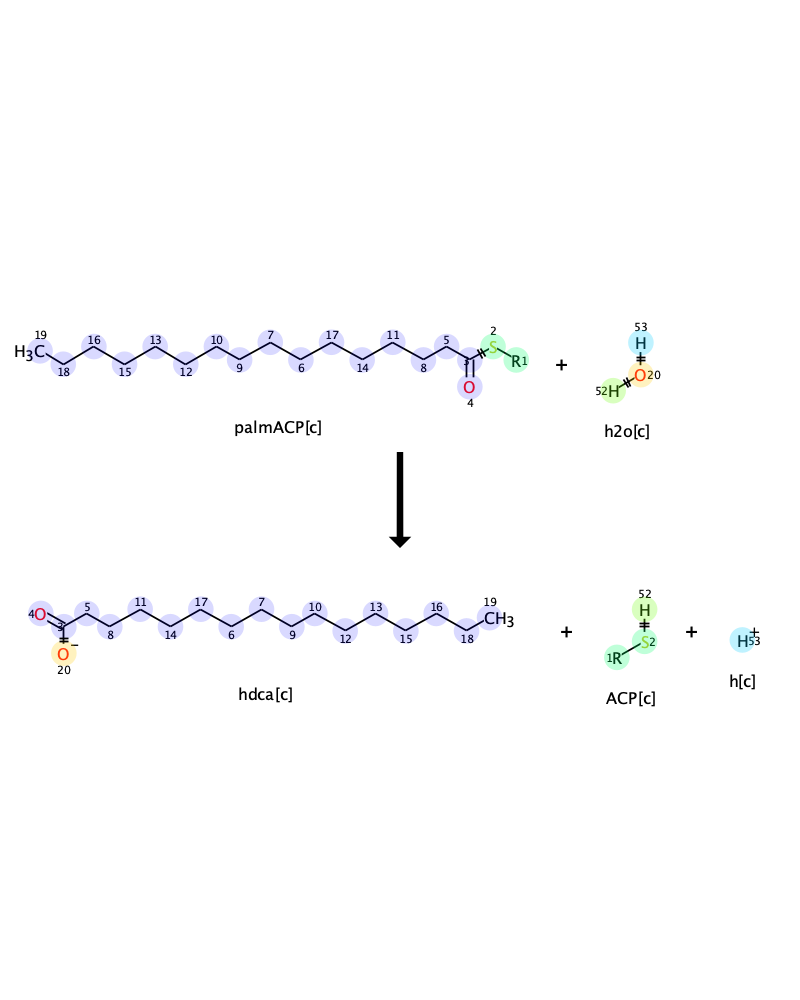 19 16 13 10 7 17 11 5 2
H₃C 18 15 12 9 6 14 8 3 S R1
O
4
palmACP[c]
+
53
H
O20
52H
h2o[c]
4O 3 5 11 17 7 10 13 16 19
CH₃
8 14 6 9 12 15 18
O⁻
20
hdca[c]
+
52
H
S2
1R
ACP[c]
+
H⁺53
h[c]